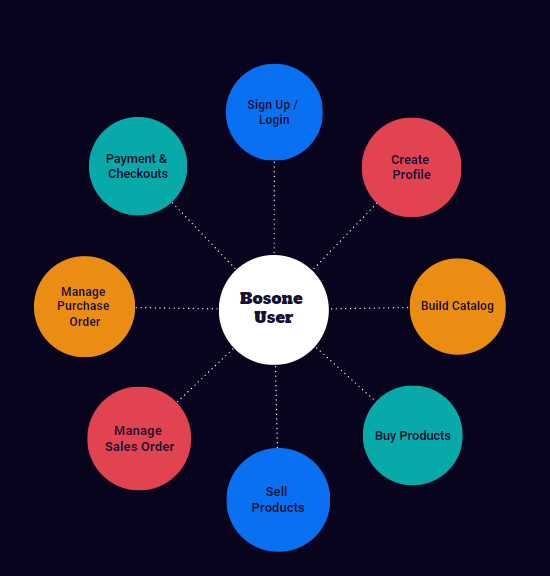 Sign Up /
Login
Payment &
Checkouts
Create
Profile
Manage
Purchase
Order
Bosone
User
Build Catalog
Manage
Sales Order
Buy Products
Sell
Products